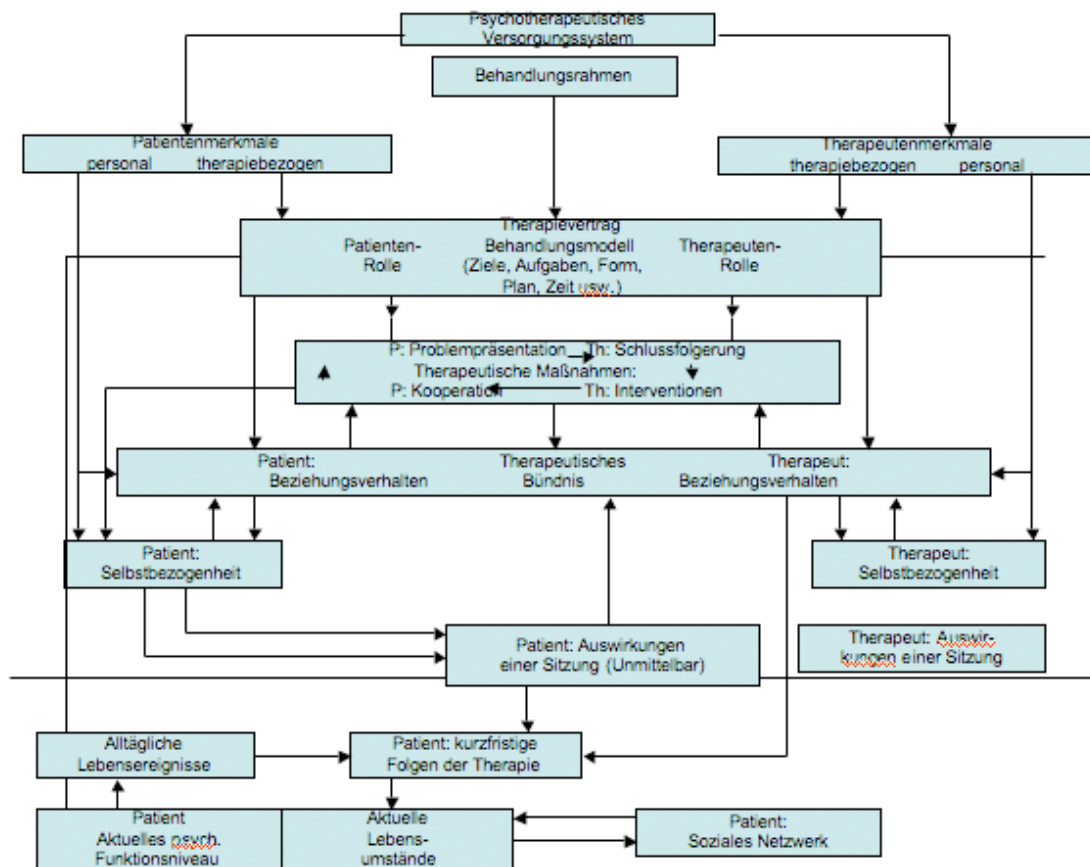 Psychotherapeutisches
Versorgungssystem
Behandlungsrahmen
Patientenmerkmale
personal therapiebezogen
Therapeutenmerkmale
therapiebezogen personal
Therapievertrag
Patienten- Behandlungsmodell Therapeuten-
Rolle (Ziele, Aufgaben, Form, Rolle
Plan, Zeit usw.)
P: Problempräsentation Th: Schlussfolgerung
Therapeutische Maßnahmen:
P: Kooperation Th: Interventionen
Patient: Therapeutisches Therapeut:
Beziehungsverhalten Bündnis Beziehungsverhalten
Patient:
Selbstbezogenheit
Therapeut:
Selbstbezogenheit
Patient: Auswirkungen
einer Sitzung (Unmittelbar)
Therapeut: Auswir-
kungen einer Sitzung
Alltägliche
Lebensereignisse
Patient: kurzfristige
Folgen der Therapie
Patient
Aktuelles psych.
Funktionsniveau
Aktuelle
Lebens-
umstände
Patient:
Soziales Netzwerk